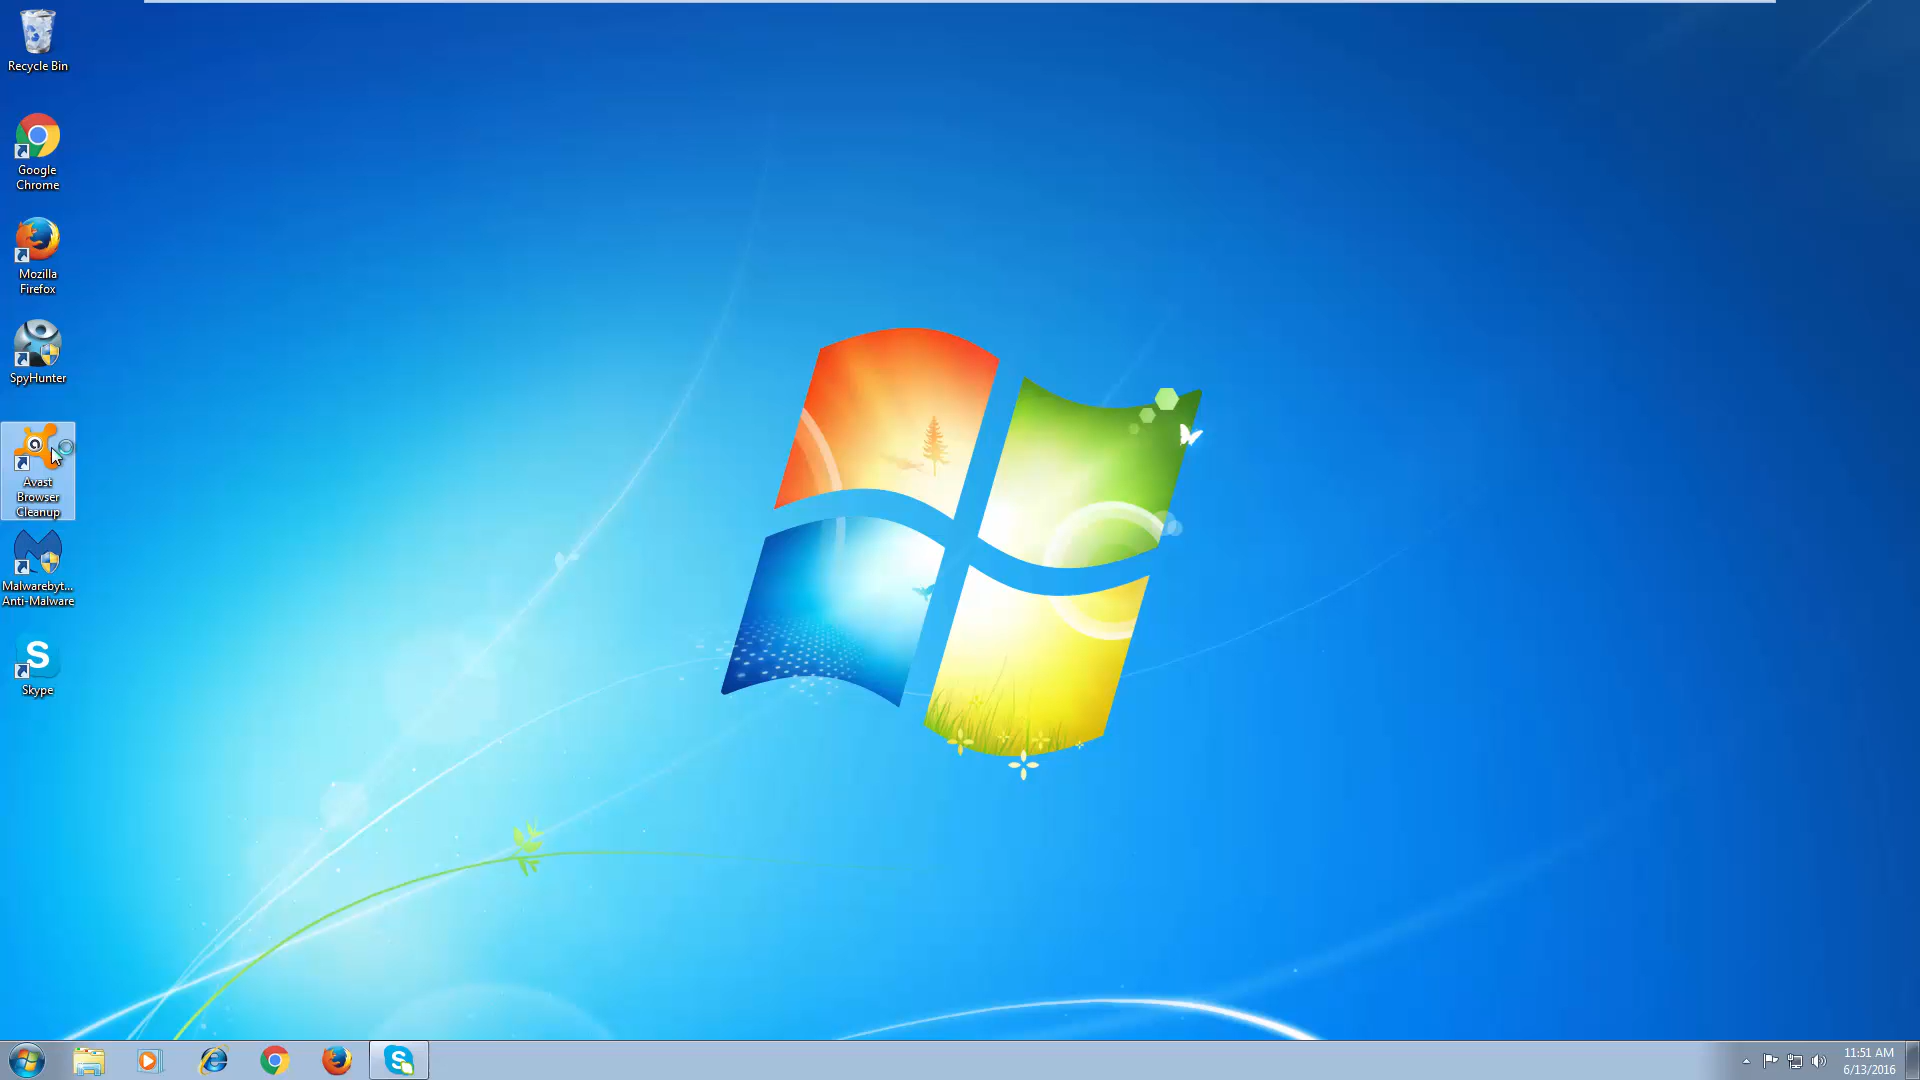 Recycle Bin
Google
Chrome
Mozilla
Firefox
SpyHunter
Avast
Browser
Cleanup
Malwarebyt...
Anti-Malware
S
Skype
S
11:51 AM
6/13/2016